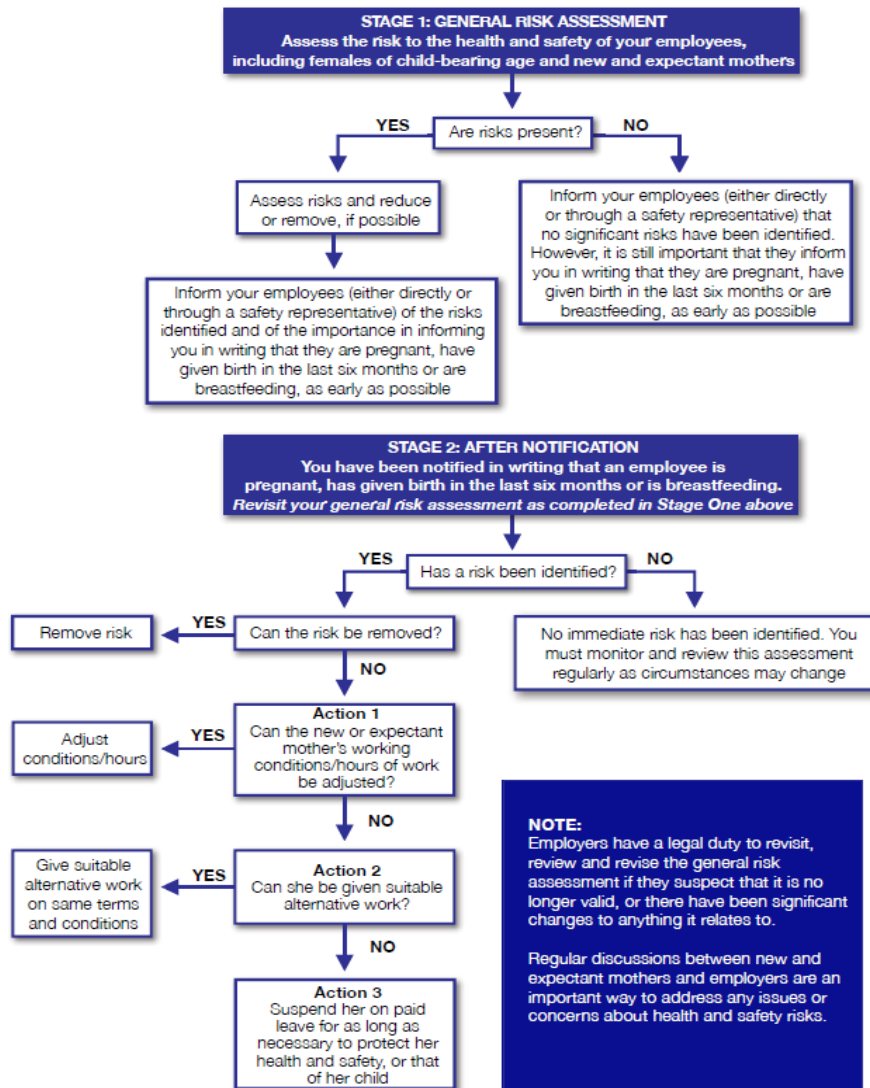 STAGE 1: GENERAL RISK ASSESSMENT
Assess the risk to the health and safety of your employees,
including females of child-bearing age and new and expectant mothers
YES
Are risks present?
NO
Assess risks and reduce
or remove, if possible
Inform your employees (either directly
or through a safety representative) that
no significant risks have been identified.
However, it is still important that they inform
you in writing that they are pregnant, have
given birth in the last six months or are
breastfeeding, as early as possible
Inform your employees (either directly or
through a safety representative) of the risks
identified and of the importance in informing
you in writing that they are pregnant, have
given birth in the last six months or are
breastfeeding, as early as possible
STAGE 2: AFTER NOTIFICATION
You have been notified in writing that an employee is
pregnant, has given birth in the last six months or is breastfeeding.
Revisit your general risk assessment as completed in Stage One above
YES
Has a risk been identified?
NO
Remove risk
YES
Can the risk be removed?
No immediate risk has been identified. You
must monitor and review this assessment
regularly as circumstances may change
NO
Adjust
conditions/hours
YES
Action 1
Can the new or expectant
mother's working
conditions/hours of work
be adjusted?
NO
Give suitable
alternative work
on same terms
and conditions
YES
Action 2
Can she be given suitable
alternative work?
NO
Action 3
Suspend her on paid
leave for as long as
necessary to protect her
health and safety, or that
of her child
NOTE:
Employers have a legal duty to revisit,
review and revise the general risk
assessment if they suspect that it is no
longer valid, or there have been significant
changes to anything it relates to.
Regular discussions between new and
expectant mothers and employers are an
important way to address any issues or
concerns about health and safety risks.